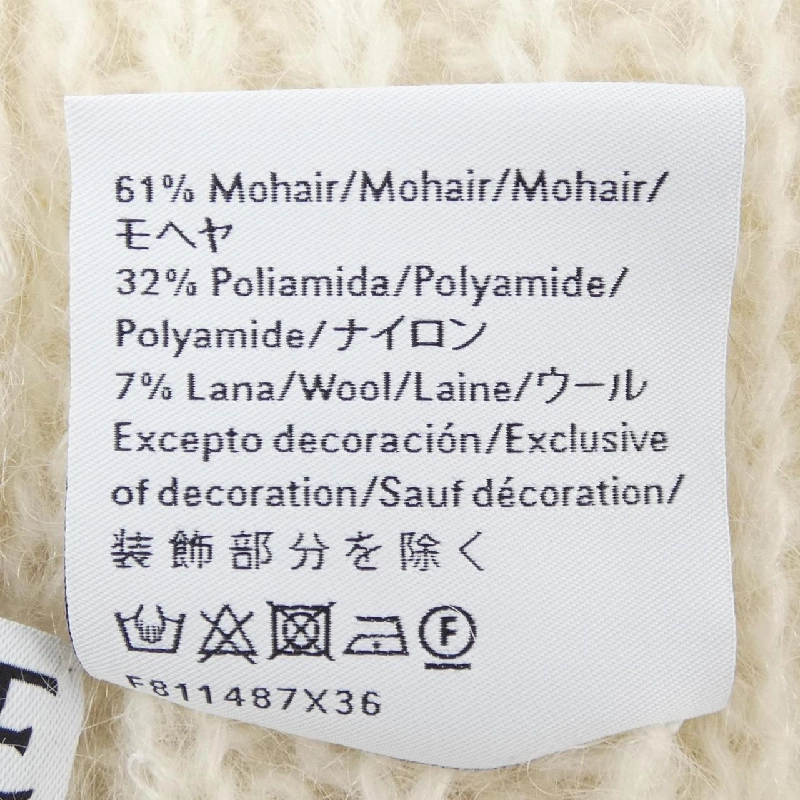 61% Mohair/Mohair/Mohair/
モヘヤ
32% Poliamida/Polyamide/
Polyamide/ナイロン
7% Lana/Wool/Laine/ウール
Excepto decoración/Exclusive
of decoration/Sauf décoration/
装飾部分を除く
F
F811487X36